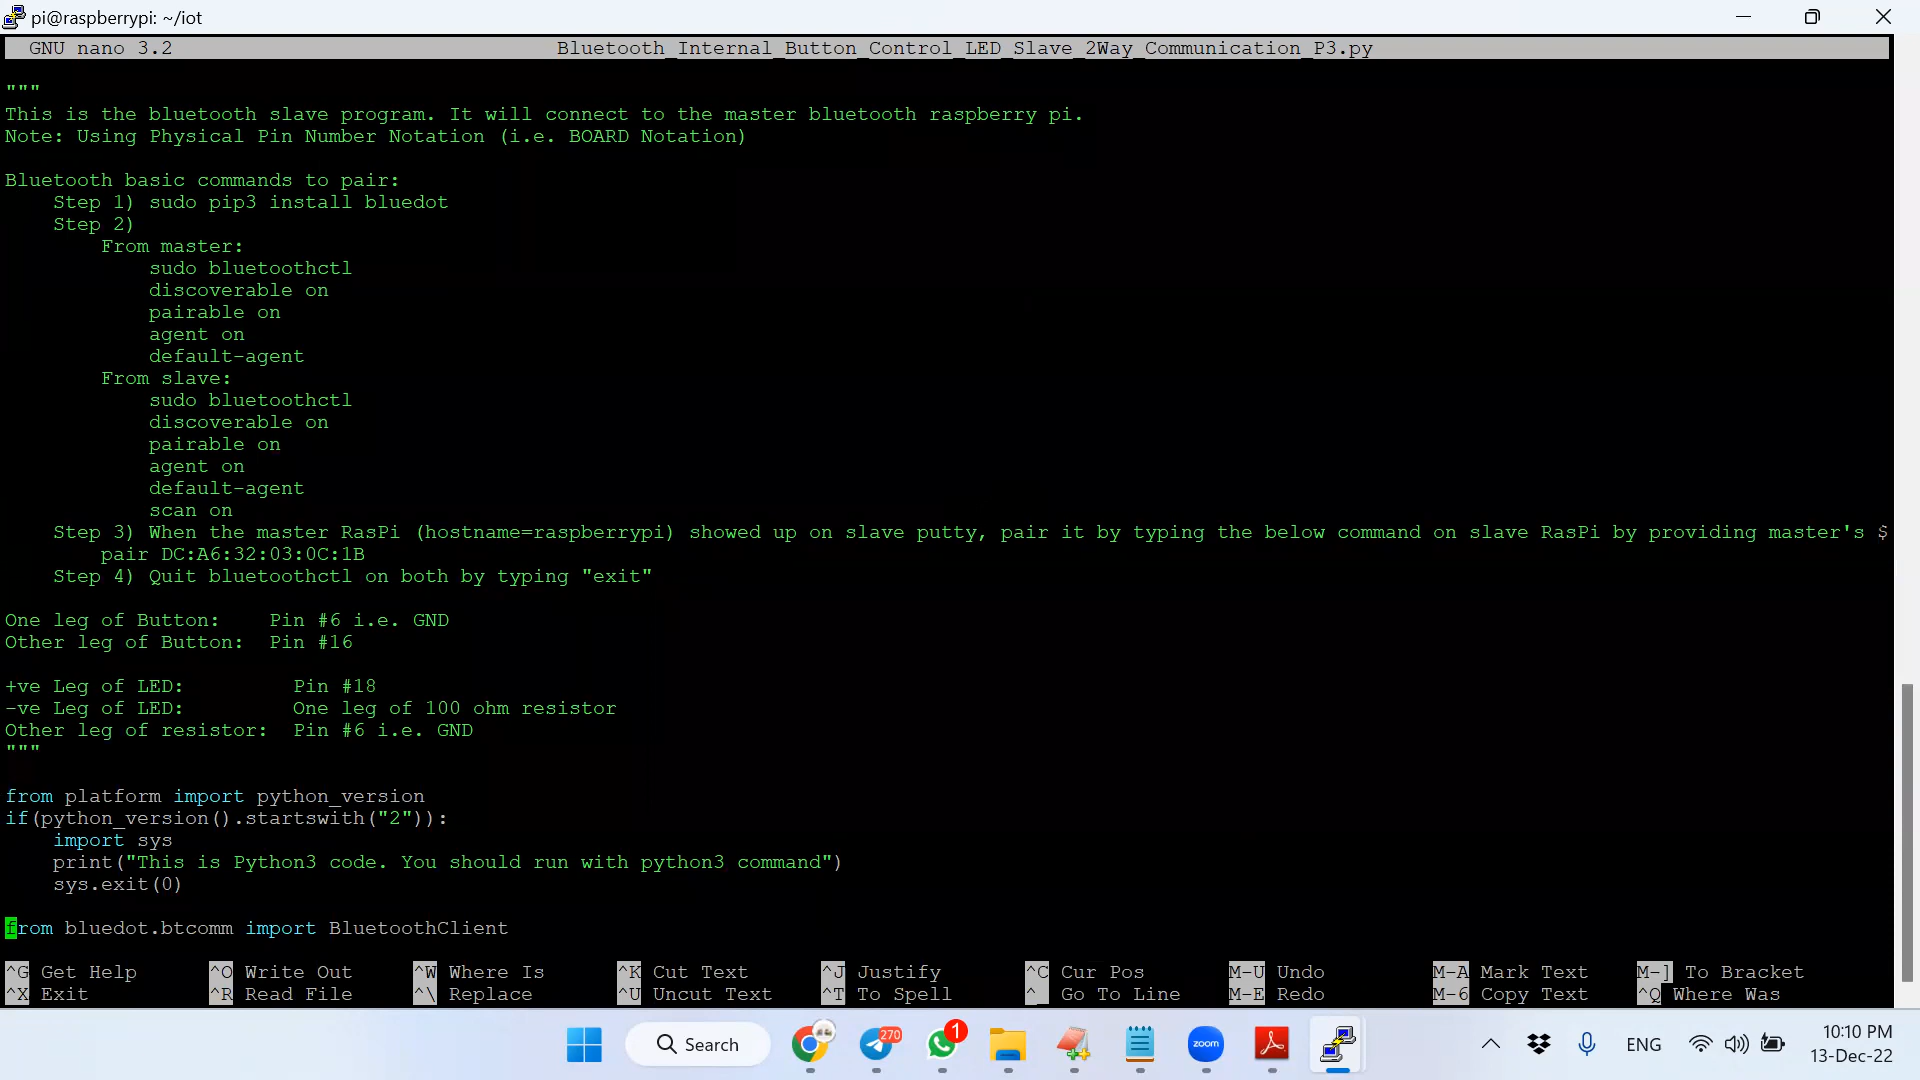 pi@raspberrypi: ~/iot
GNU nano 3.2 Bluetooth_Internal_Button_Control_LED_Slave_2Way_Communication_P3.py
"""
This is the bluetooth slave program. It will connect to the master bluetooth raspberry pi.
Note: Using Physical Pin Number Notation (i.e. BOARD Notation)
Bluetooth basic commands to pair:
Step 1) sudo pip3 install bluedot
Step 2)
From master:
sudo bluetoothctl
discoverable on
pairable on
agent on
default-agent
From slave:
sudo bluetoothctl
discoverable on
pairable on
agent on
default-agent
scan on
Step 3) When the master RasPi (hostname=raspberrypi) showed up on slave putty, pair it by typing the below command on slave RasPi by providing master's $
pair DC:A6:32:03:0C:1B
Step 4) Quit bluetoothctl on both by typing "exit"
One leg of Button: Pin #6 i.e. GND
Other leg of Button: Pin #16
+ve Leg of LED: Pin #18
-ve Leg of LED: One leg of 100 ohm resistor
Other leg of resistor: Pin #6 i.e. GND
"""
from platform import python_version
if(python_version().startswith("2")):
import sys
print("This is Python3 code. You should run with python3 command")
sys.exit(0)
from bluedot.btcomm import BluetoothClient
^G Get Help ^O Write Out ^W Where Is ^K Cut Text ^J Justify ^C Cur Pos M-U Undo M-A Mark Text M-] To Bracket
^X Exit ^R Read File ^\ Replace ^U Uncut Text ^T To Spell ^_ Go To Line M-E Redo M-6 Copy Text ^Q Where Was
Search 270 1 zoom ENG 10:10 PM
13-Dec-22